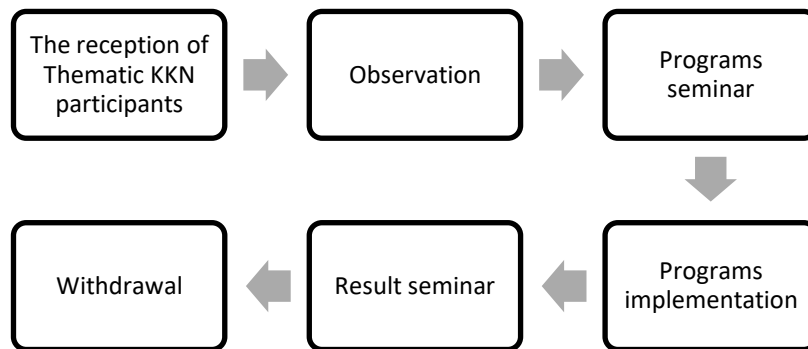 The reception of
Thematic KKN
participants
Observation
Programs
seminar
Programs
implementation
Result seminar
Withdrawal